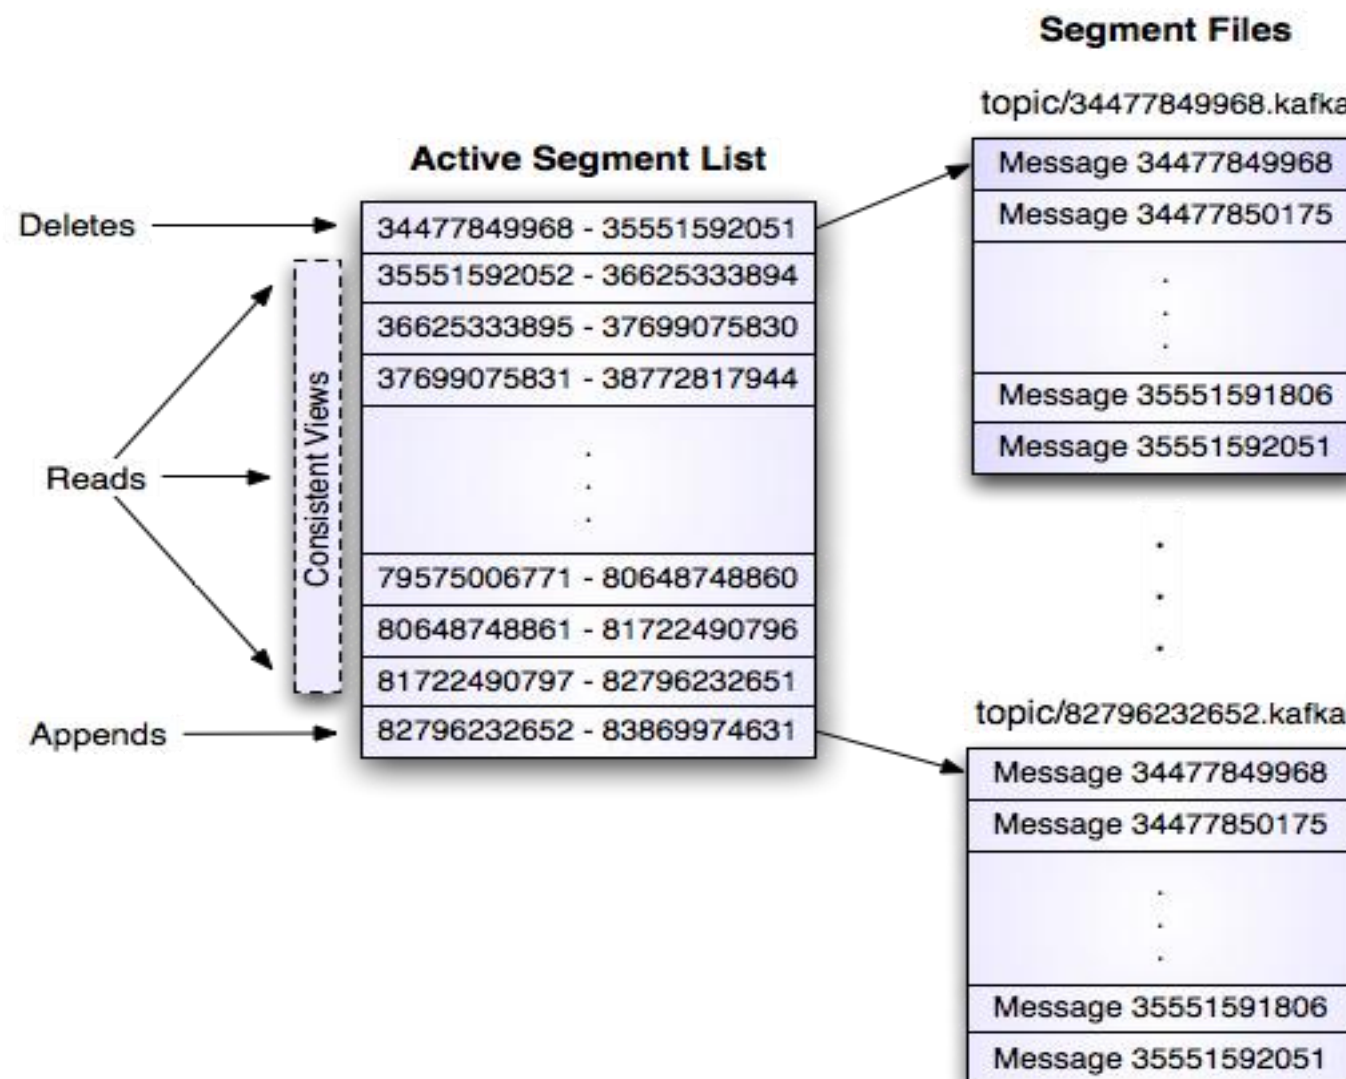 Segment Files
topic/34477849968.kafka
Message 34477849968
Message 34477850175
.
.
.
Message 35551591806
Message 35551592051
.
.
.
topic/82796232652.kafka
Message 34477849968
Message 34477850175
.
.
.
Message 35551591806
Message 35551592051
Active Segment List
34477849968 - 35551592051
35551592052 - 36625333894
36625333895 - 37699075830
37699075831 - 38772817944
.
.
.
79575006771 - 80648748860
80648748861 - 81722490796
81722490797 - 82796232651
82796232652 - 83869974631
Deletes
Reads
Appends
Consistent Views